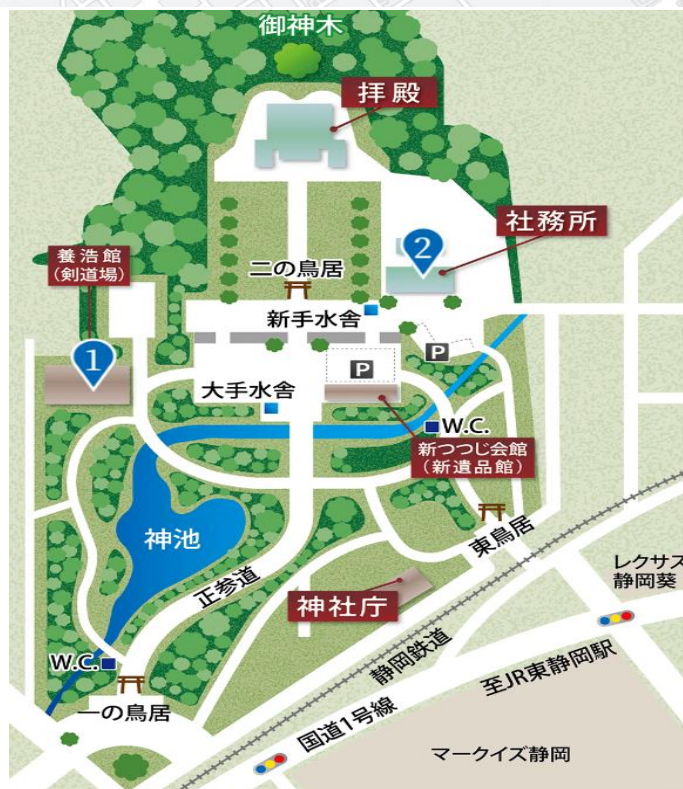 御神木
拝殿
社務所
2
養浩館
(剣道場)
二の鳥居
新手水舎
1
P
P
大手水舎
W.C.
新つつじ会館
(新遺品館)
神池
東鳥居
正参道
レクサス
静岡葵
神社庁
静岡鉄道
W.C.
至JR東静岡駅
一の鳥居
国道1号線
マークイズ静岡